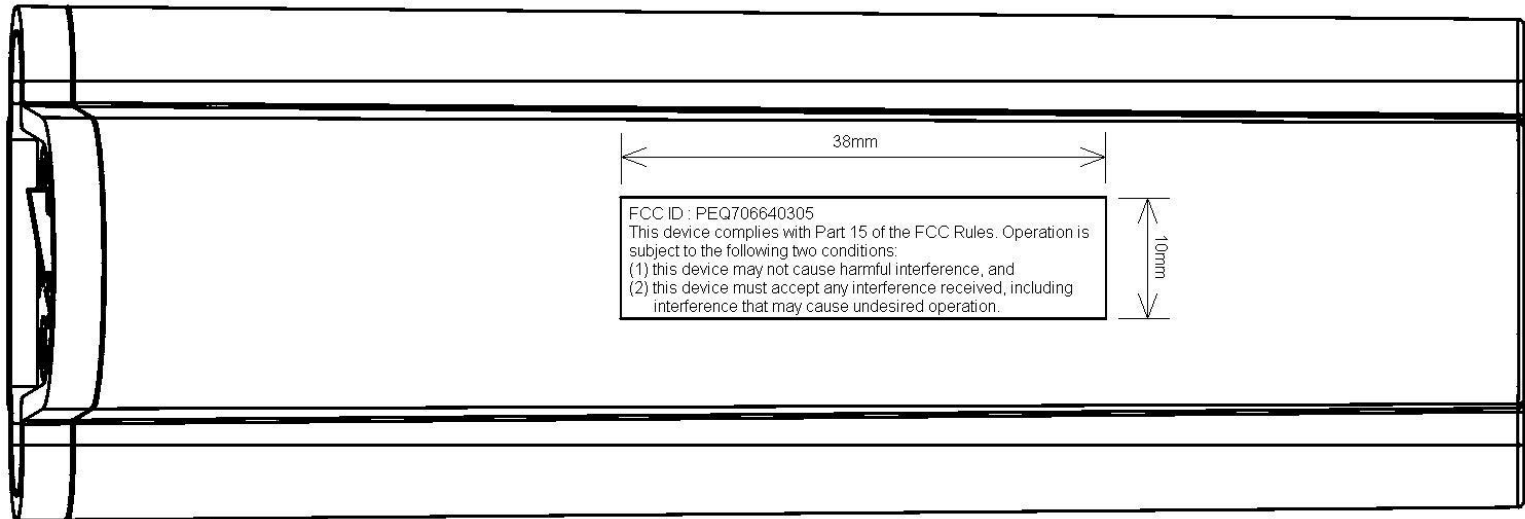 38mm
FCC ID : PEQ706640305
This device complies with Part 15 of the FCC Rules. Operation is
subject to the following two conditions:
(1) this device may not cause harmful interference, and
(2) this device must accept any interference received, including
interference that may cause undesired operation.
10mm